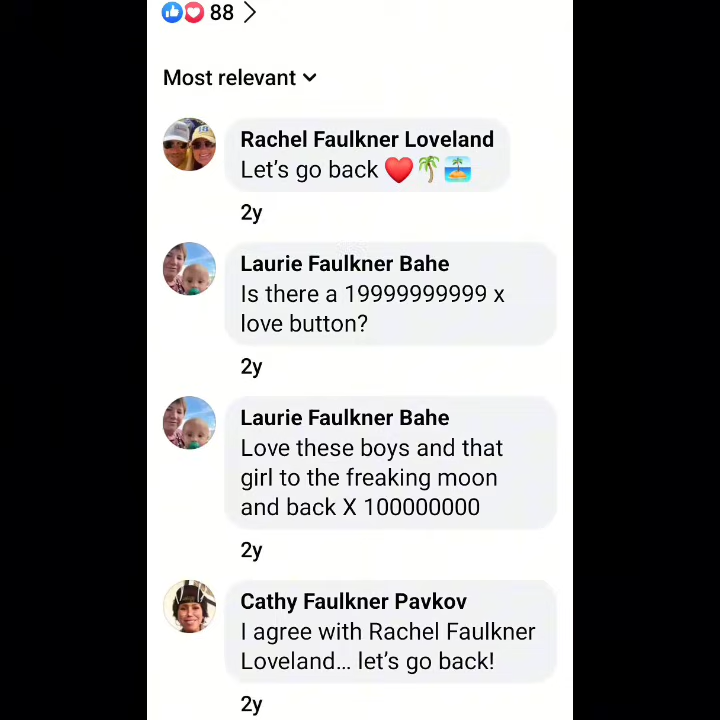 88
Most relevant
Rachel Faulkner Loveland
Let's go back ❤️🌴🏝️
2y
Laurie Faulkner Bahe
Is there a 19999999999 x
love button?
2y
Laurie Faulkner Bahe
Love these boys and that
girl to the freaking moon
and back X 100000000
2y
Cathy Faulkner Pavkov
I agree with Rachel Faulkner
Loveland... let's go back!
2y